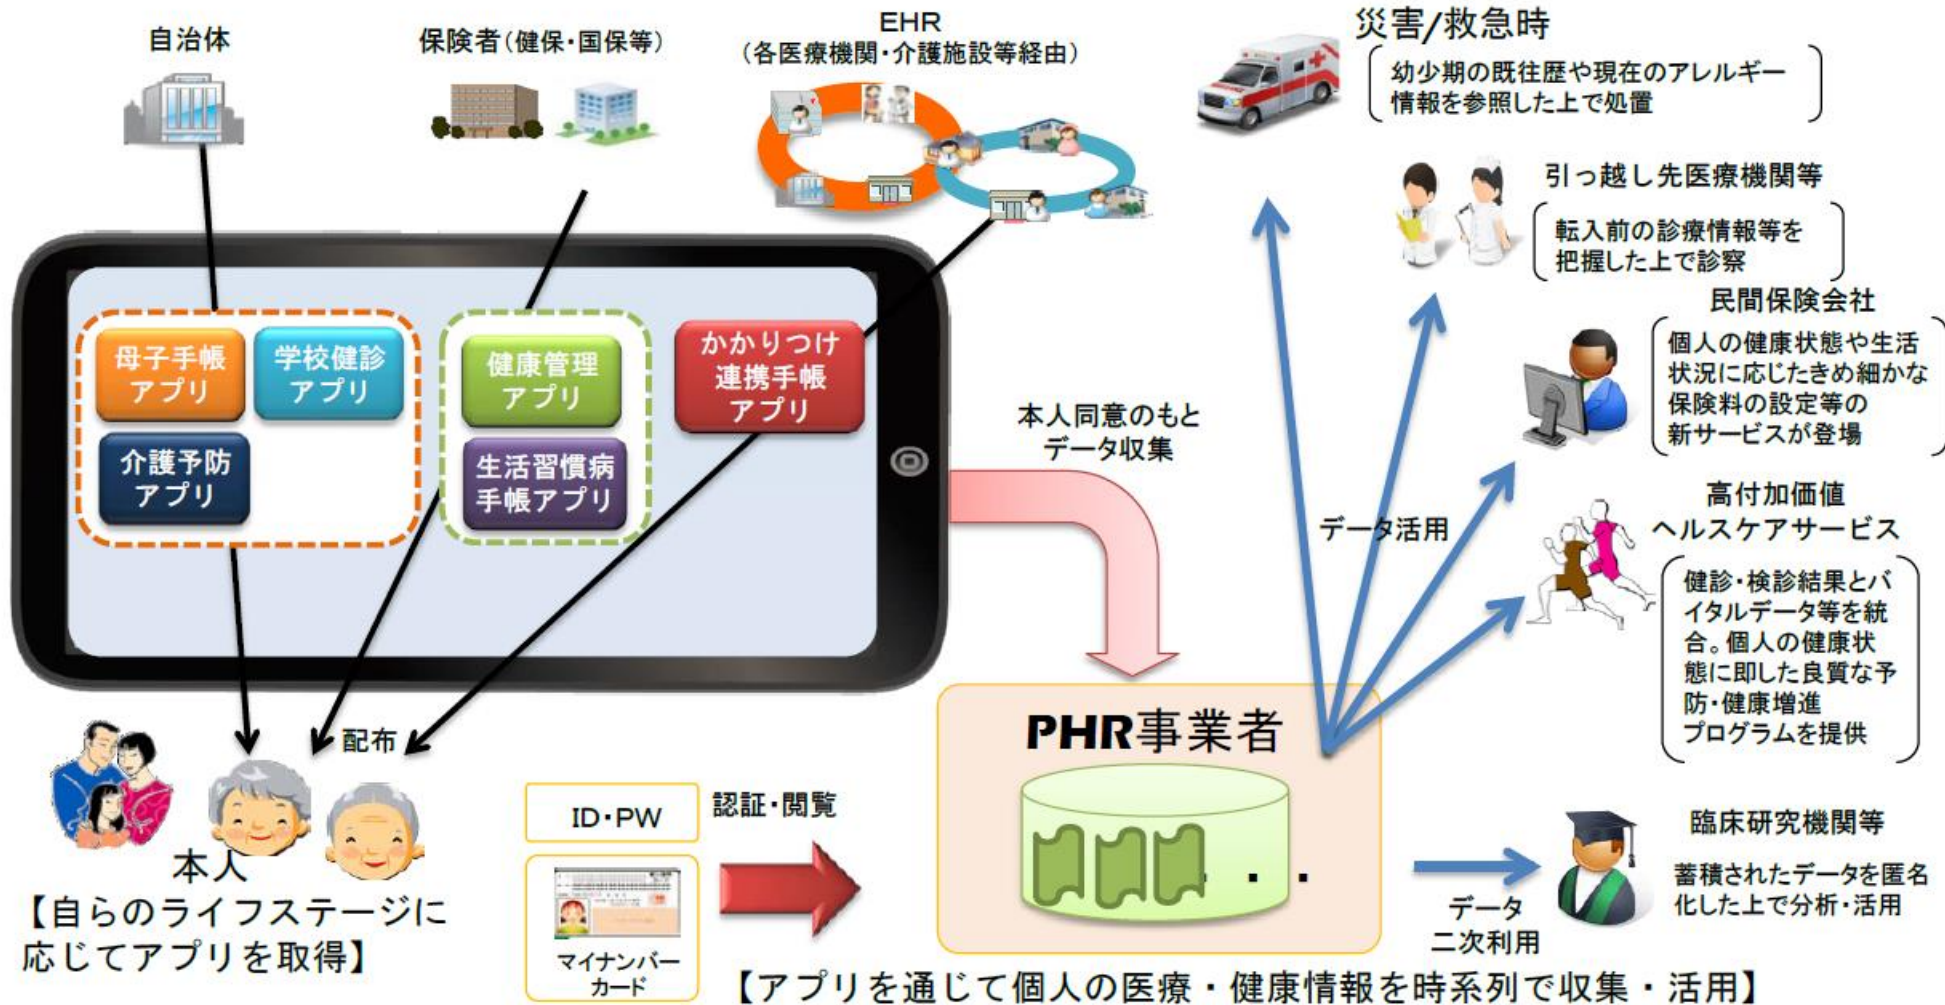 自治体
保険者(健保・国保等)
EHR
(各医療機関・介護施設等経由)
災害/救急時
幼少期の既往歴や現在のアレルギー
情報を参照した上で処置
引っ越し先医療機関等
転入前の診療情報等を
把握した上で診察
民間保険会社
個人の健康状態や生活
状況に応じたきめ細かな
保険料の設定等の
新サービスが登場
高付加価値
ヘルスケアサービス
健診・検診結果とバ
イタルデータ等を統
合。個人の健康状
態に即した良質な予
防・健康増進
プログラムを提供
母子手帳
アプリ
学校健診
アプリ
介護予防
アプリ
健康管理
アプリ
生活習慣病
手帳アプリ
かかりつけ
連携手帳
アプリ
本人同意のもと
データ収集
データ活用
配布
本人
【自らのライフステージに
応じてアプリを取得】
ID・PW
認証・閲覧
マイナンバー
カード
PHR事業者
・・・
データ
二次利用
臨床研究機関等
蓄積されたデータを匿名
化した上で分析・活用
【アプリを通じて個人の医療・健康情報を時系列で収集・活用】